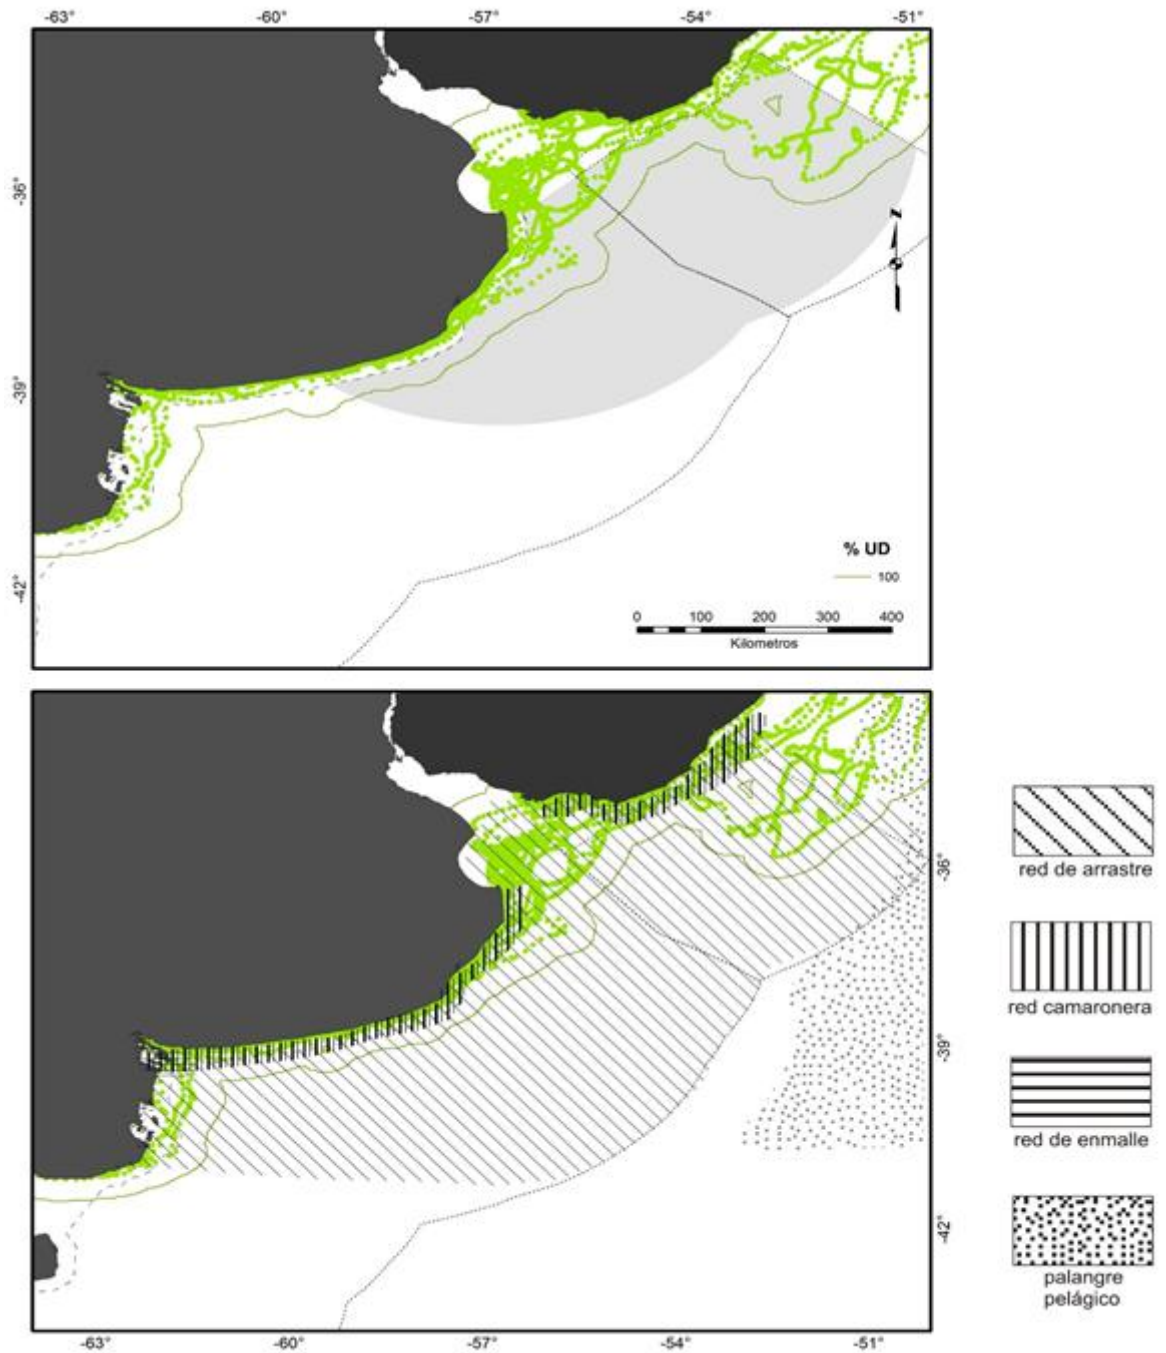 -63° -60° -57° -54° -51°
-36°
-39°
-42°
N
% UD
100
0 100 200 300 400
Kilometros
-36°
-39°
-42°
-63° -60° -57° -54° -51°
red de arrastre
red camaronera
red de enmalle
palangre
pelágico